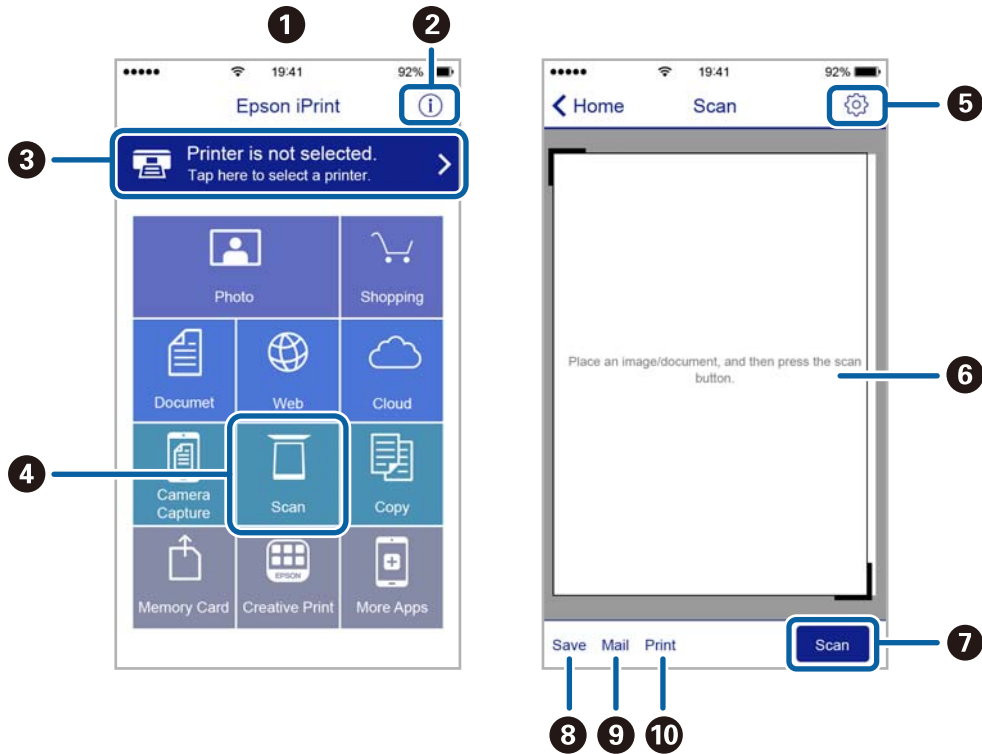 1
2
19:41
92%
Epson iPrint
i
3
Printer is not selected.
Tap here to select a printer.
Photo
Shopping
Documet
Web
Cloud
4
Camera
Capture
Scan
Copy
EPSON
Memory Card
Creative Print
More Apps
19:41
92%
Home
Scan
5
Place an image/document, and then press the scan
button.
6
Save
Mail
Print
Scan
7
8
9
10